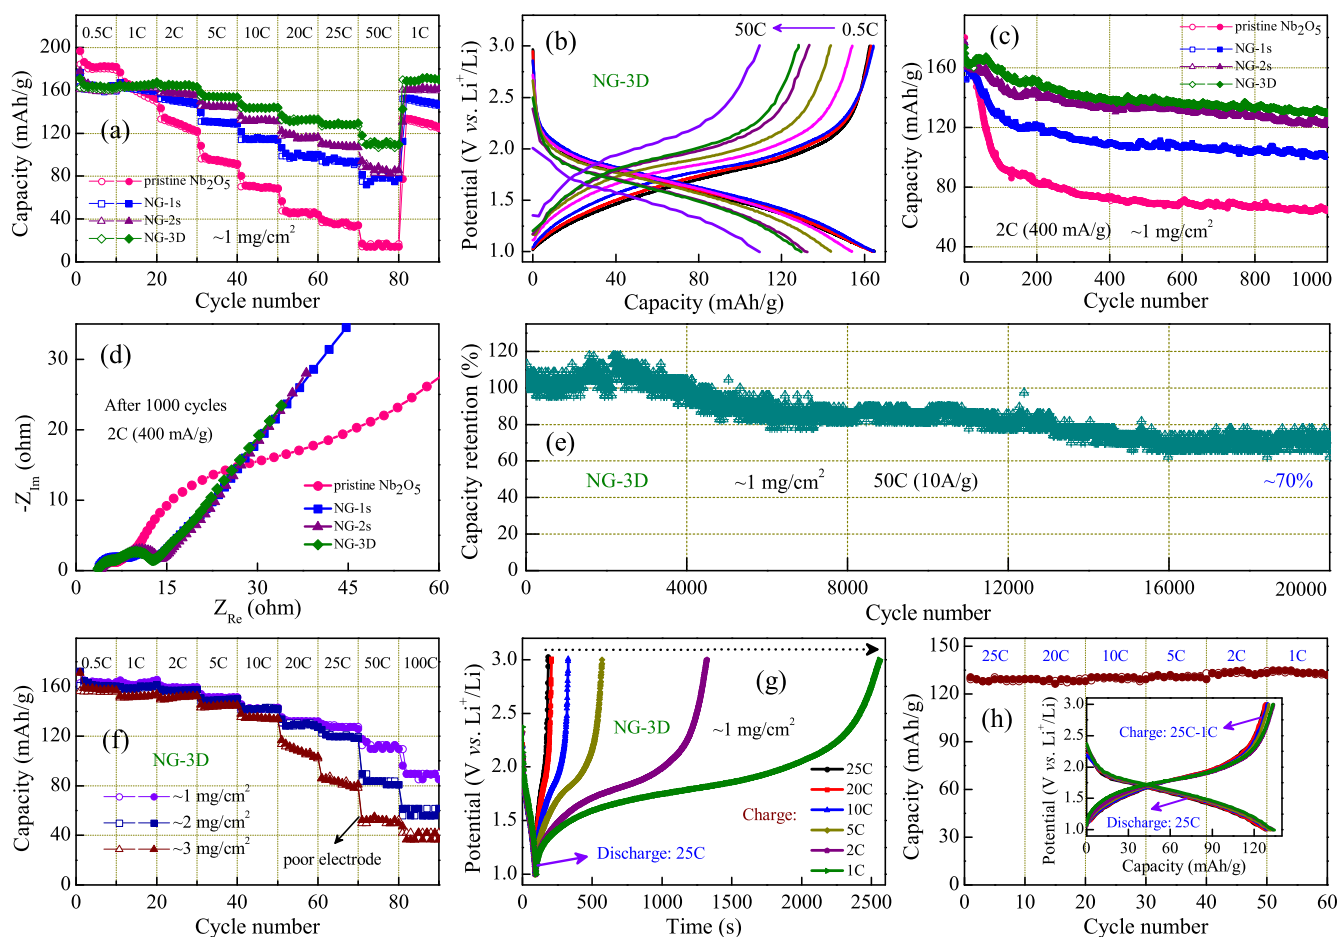 0.5C 1C 2C 5C 10C 20C 25C 50C 1C
200
160
120
80
40
0
Capacity (mAh/g)
(a)
pristine Nb₂O₅
NG-1s
NG-2s
NG-3D
~1 mg/cm²
0 20 40 60 80
Cycle number
3.0
2.5
2.0
1.5
1.0
Potential (V vs. Li⁺/Li)
(b)
50C
0.5C
NG-3D
0 40 80 120 160
Capacity (mAh/g)
160
120
80
40
Capacity (mAh/g)
(c)
pristine Nb₂O₅
NG-1s
NG-2s
NG-3D
2C (400 mA/g) ~1 mg/cm²
0 200 400 600 800 1000
Cycle number
30
20
10
0
-Z_Im (ohm)
(d)
After 1000 cycles
2C (400 mA/g)
pristine Nb₂O₅
NG-1s
NG-2s
NG-3D
0 15 30 45 60
Z_Re (ohm)
120
100
80
60
40
20
0
Capacity retention (%)
(e)
NG-3D ~1 mg/cm² 50C (10A/g) ~70%
0 4000 8000 12000 16000 20000
Cycle number
0.5C 1C 2C 5C 10C 20C 25C 50C 100C
160
120
80
40
0
Capacity (mAh/g)
(f)
NG-3D
~1 mg/cm²
~2 mg/cm²
~3 mg/cm²
poor electrode
0 20 40 60 80
Cycle number
3.0
2.5
2.0
1.5
1.0
Potential (V vs. Li⁺/Li)
(g)
NG-3D ~1 mg/cm²
Charge:
25C
20C
10C
5C
2C
1C
Discharge: 25C
0 500 1000 1500 2000 2500
Time (s)
150
120
90
60
30
0
Capacity (mAh/g)
25C 20C 10C 5C 2C 1C
(h)
3.0
2.5
2.0
1.5
1.0
Potential (V vs. Li⁺/Li)
Charge: 25C-1C
Discharge: 25C
0 30 60 90 120
Capacity (mAh/g)
0 10 20 30 40 50 60
Cycle number